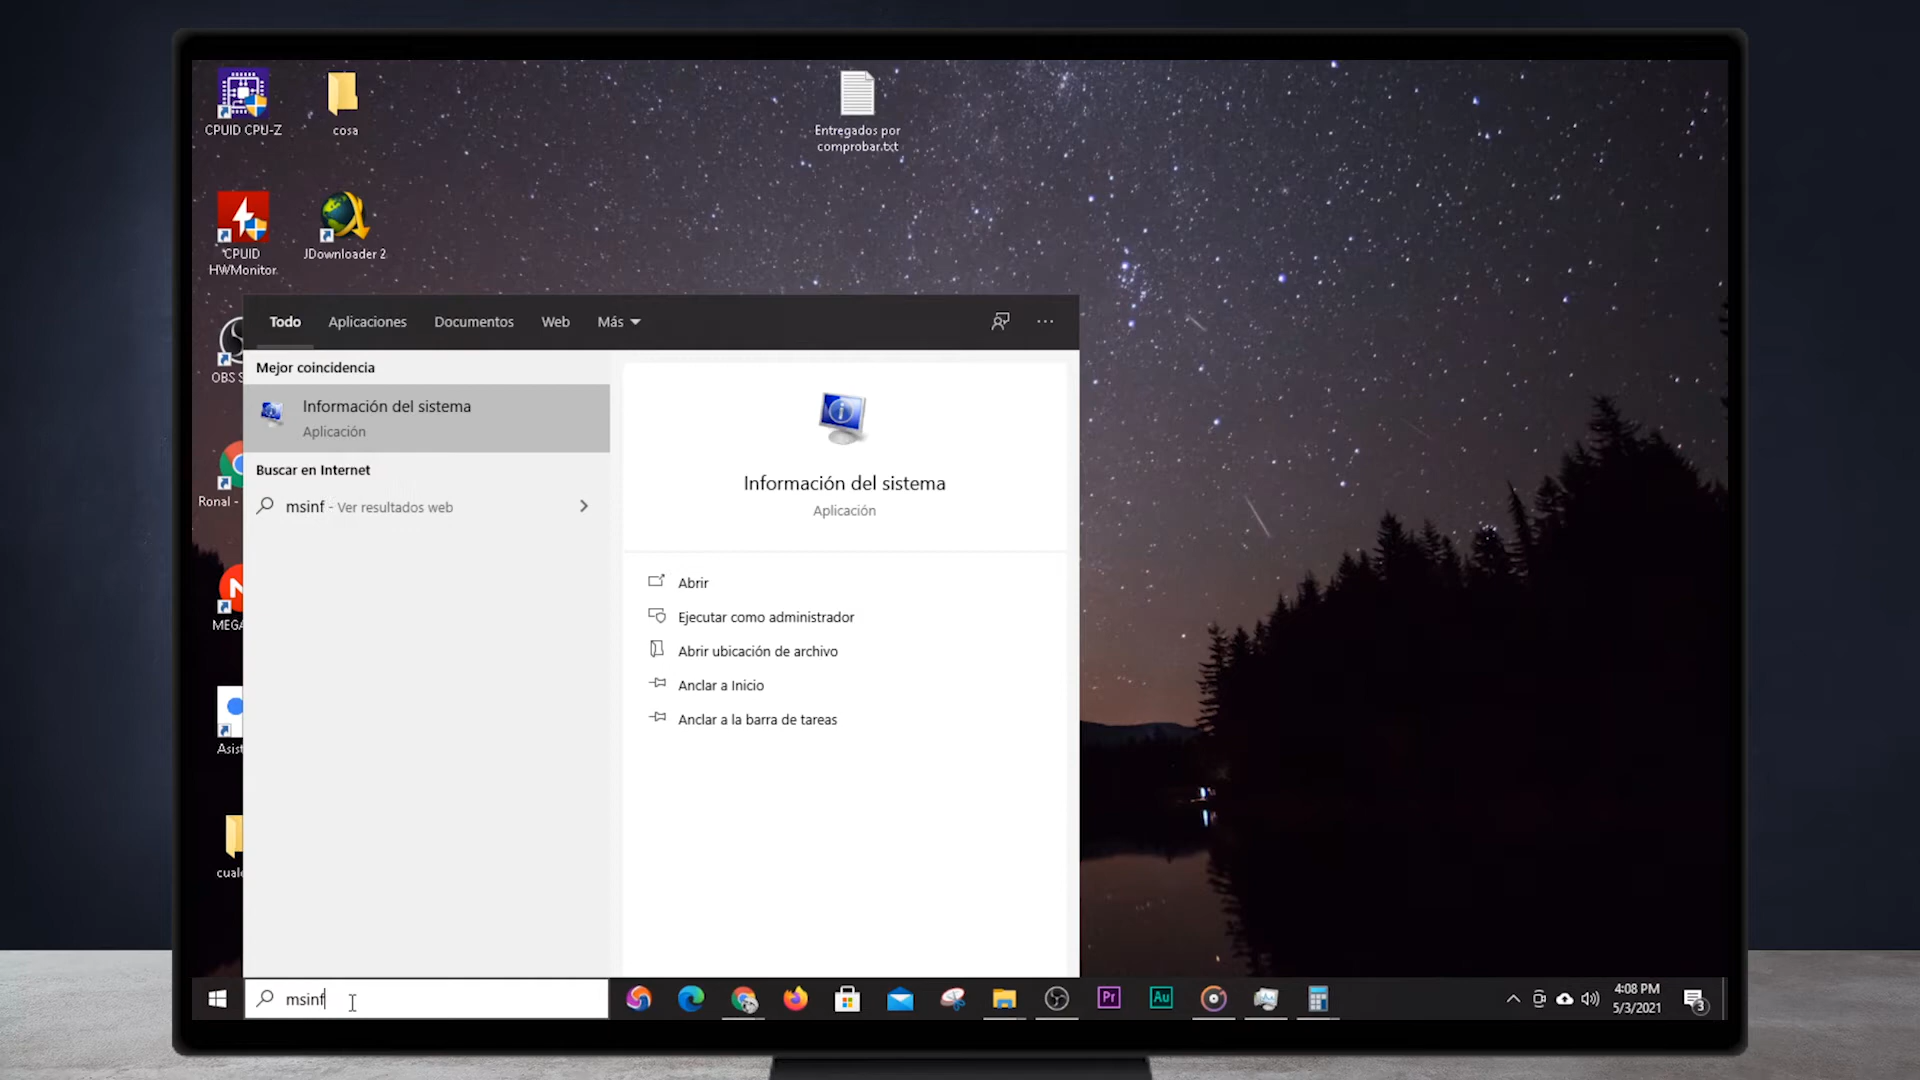 CPUID CPU-Z
cosa
Entregados por
comprobar.txt
CPUID
HWMonitor
JDownloader 2
Todo
Aplicaciones
Documentos
Web
Más
Mejor coincidencia
Información del sistema
Aplicación
Buscar en Internet
msinf - Ver resultados web
OBS S
Ronal -
MEGA
Asist
cual
Información del sistema
Aplicación
Abrir
Ejecutar como administrador
Abrir ubicación de archivo
Anclar a Inicio
Anclar a la barra de tareas
msinf
Pr
Au
4:08 PM
5/3/2021
3